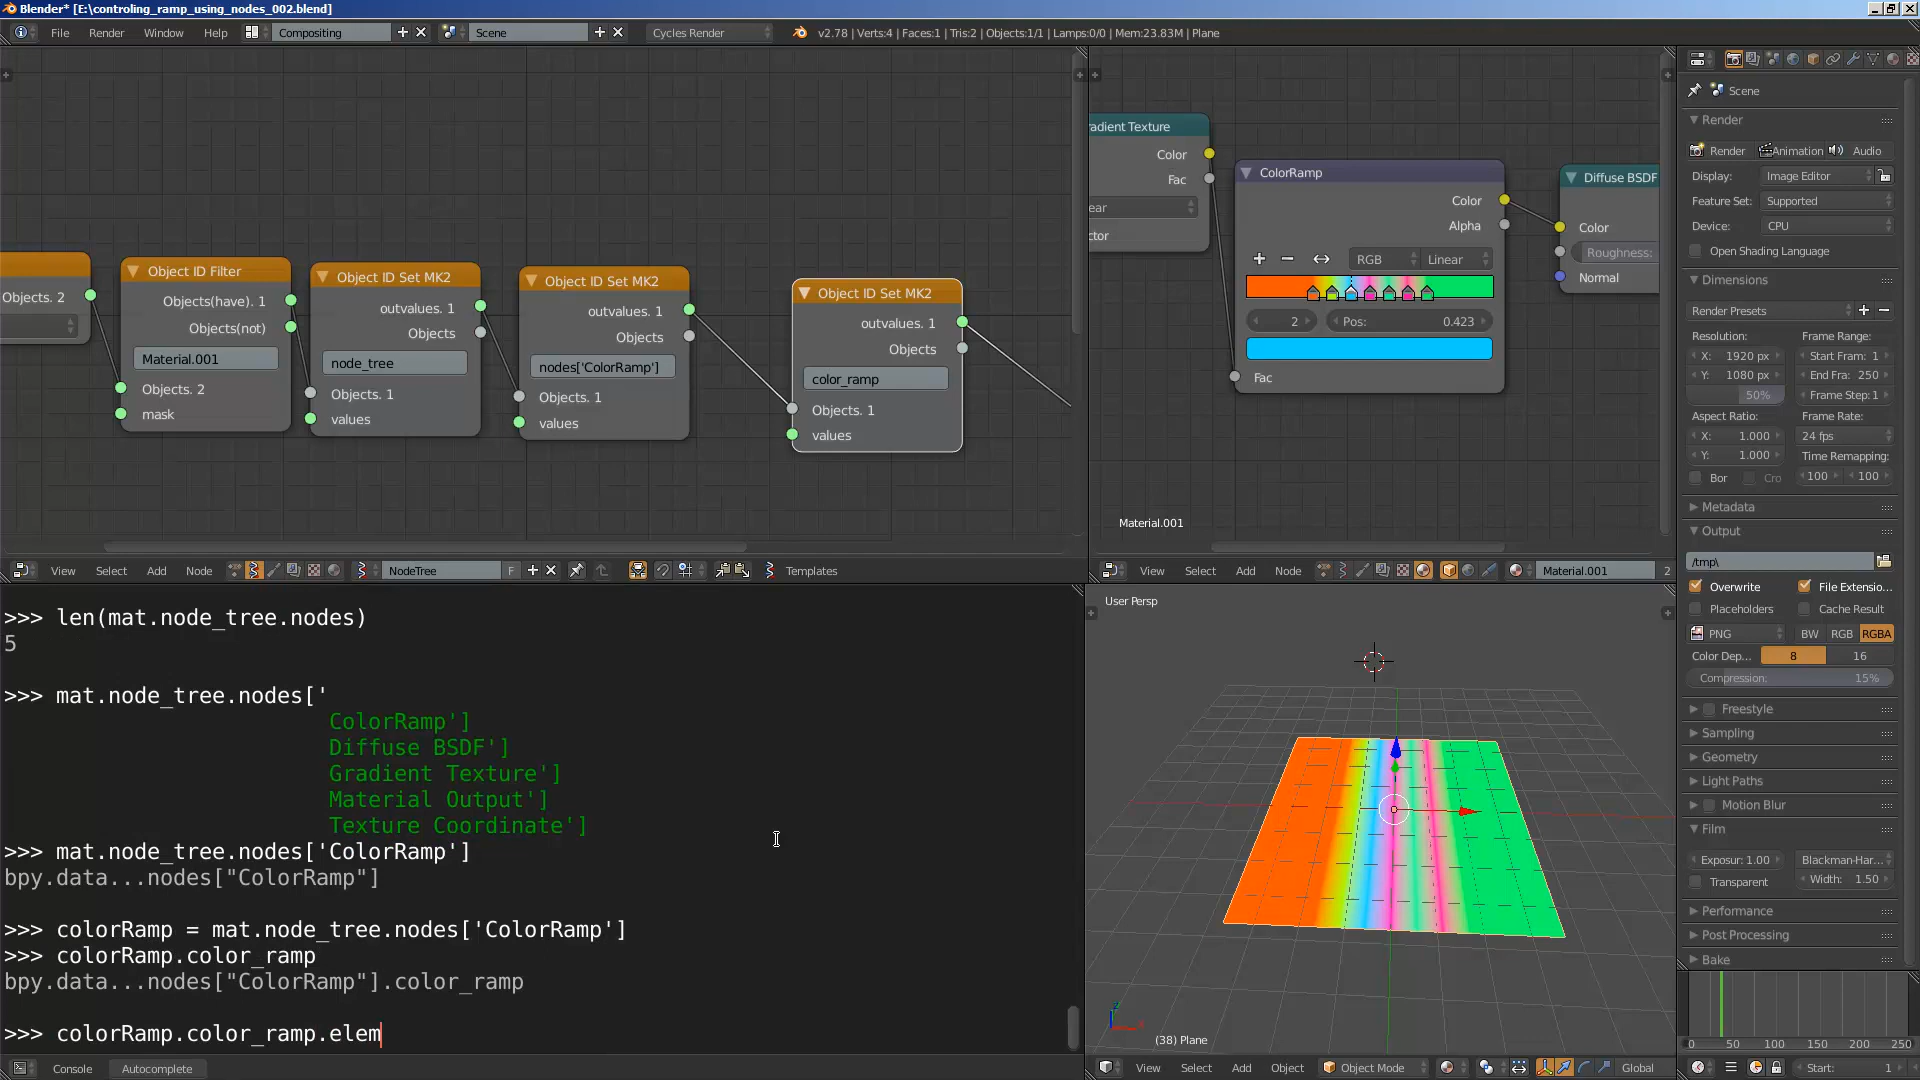 Blender* [E:\controling_ramp_using_nodes_002.blend]
File Render Window Help Compositing Scene Cycles Render v2.78 | Verts:4 | Faces:1 | Tris:2 | Objects:1/1 | Lamps:0/0 | Mem:23.83M | Plane
Objects. 2
Object ID Filter
Objects(have). 1
Objects(not)
Material.001
Objects. 2
mask
Object ID Set MK2
outvalues. 1
Objects
node_tree
Objects. 1
values
Object ID Set MK2
outvalues. 1
Objects
nodes['ColorRamp']
Objects. 1
values
Object ID Set MK2
outvalues. 1
Objects
color_ramp
Objects. 1
values
View Select Add Node NodeTree F Templates
adient Texture
Color
Fac
ear
ctor
ColorRamp
Color
Alpha
RGB Linear
2 Pos: 0.423
Fac
Diffuse BSDF
Color
Roughness:
Normal
Material.001
View Select Add Node Material.001 2
>>> len(mat.node_tree.nodes)
5
>>> mat.node_tree.nodes['
ColorRamp']
Diffuse BSDF']
Gradient Texture']
Material Output']
Texture Coordinate']
>>> mat.node_tree.nodes['ColorRamp']
bpy.data...nodes["ColorRamp"]
>>> colorRamp = mat.node_tree.nodes['ColorRamp']
>>> colorRamp.color_ramp
bpy.data...nodes["ColorRamp"].color_ramp
>>> colorRamp.color_ramp.elem
Console Autocomplete
User Persp
(38) Plane
View Select Add Object Object Mode Global
Scene
Render
Render Animation Audio
Display: Image Editor
Feature Set: Supported
Device: CPU
Open Shading Language
Dimensions
Render Presets
Resolution: Frame Range:
X: 1920 px Start Fram: 1
Y: 1080 px End Fra: 250
50% Frame Step:1
Aspect Ratio: Frame Rate:
X: 1.000 24 fps
Y: 1.000 Time Remapping:
Bor Cro 100 100
Metadata
Output
/tmp\
Overwrite File Extensio...
Placeholders Cache Result
PNG BW RGB RGBA
Color Dep... 8 16
Compression: 15%
Freestyle
Sampling
Geometry
Light Paths
Motion Blur
Film
Exposur: 1.00 Blackman-Har...
Transparent Width: 1.50
Performance
Post Processing
Bake
0 50 100 150 200 250
Start: 1